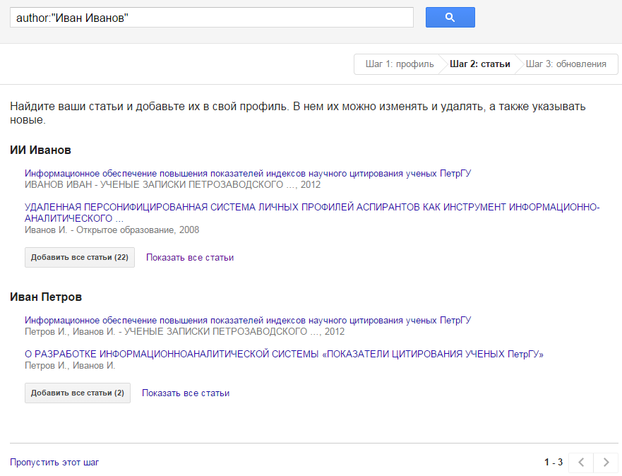 author:"Иван Иванов"
Шаг 1: профиль Шаг 2: статьи Шаг 3: обновления
Найдите ваши статьи и добавьте их в свой профиль. В нем их можно изменять и удалять, а также указывать
новые.
ИИ Иванов
Информационное обеспечение повышения показателей индексов научного цитирования ученых ПетрГУ
ИВАНОВ ИВАН - УЧЕНЫЕ ЗАПИСКИ ПЕТРОЗАВОДСКОГО ..., 2012
УДАЛЕННАЯ ПЕРСОНИФИЦИРОВАННАЯ СИСТЕМА ЛИЧНЫХ ПРОФИЛЕЙ АСПИРАНТОВ КАК ИНСТРУМЕНТ ИНФОРМАЦИОННО-
АНАЛИТИЧЕСКОГО ...
Иванов И. - Открытое образование, 2008
Добавить все статьи (22) Показать все статьи
Иван Петров
Информационное обеспечение повышения показателей индексов научного цитирования ученых ПетрГУ
Петров И., Иванов И. - УЧЕНЫЕ ЗАПИСКИ ПЕТРОЗАВОДСКОГО ..., 2012
О РАЗРАБОТКЕ ИНФОРМАЦИОННОАНАЛИТИЧЕСКОЙ СИСТЕМЫ «ПОКАЗАТЕЛИ ЦИТИРОВАНИЯ УЧЕНЫХ ПетрГУ»
Петров И., Иванов И.
Добавить все статьи (2) Показать все статьи
Пропустить этот шаг 1 - 3